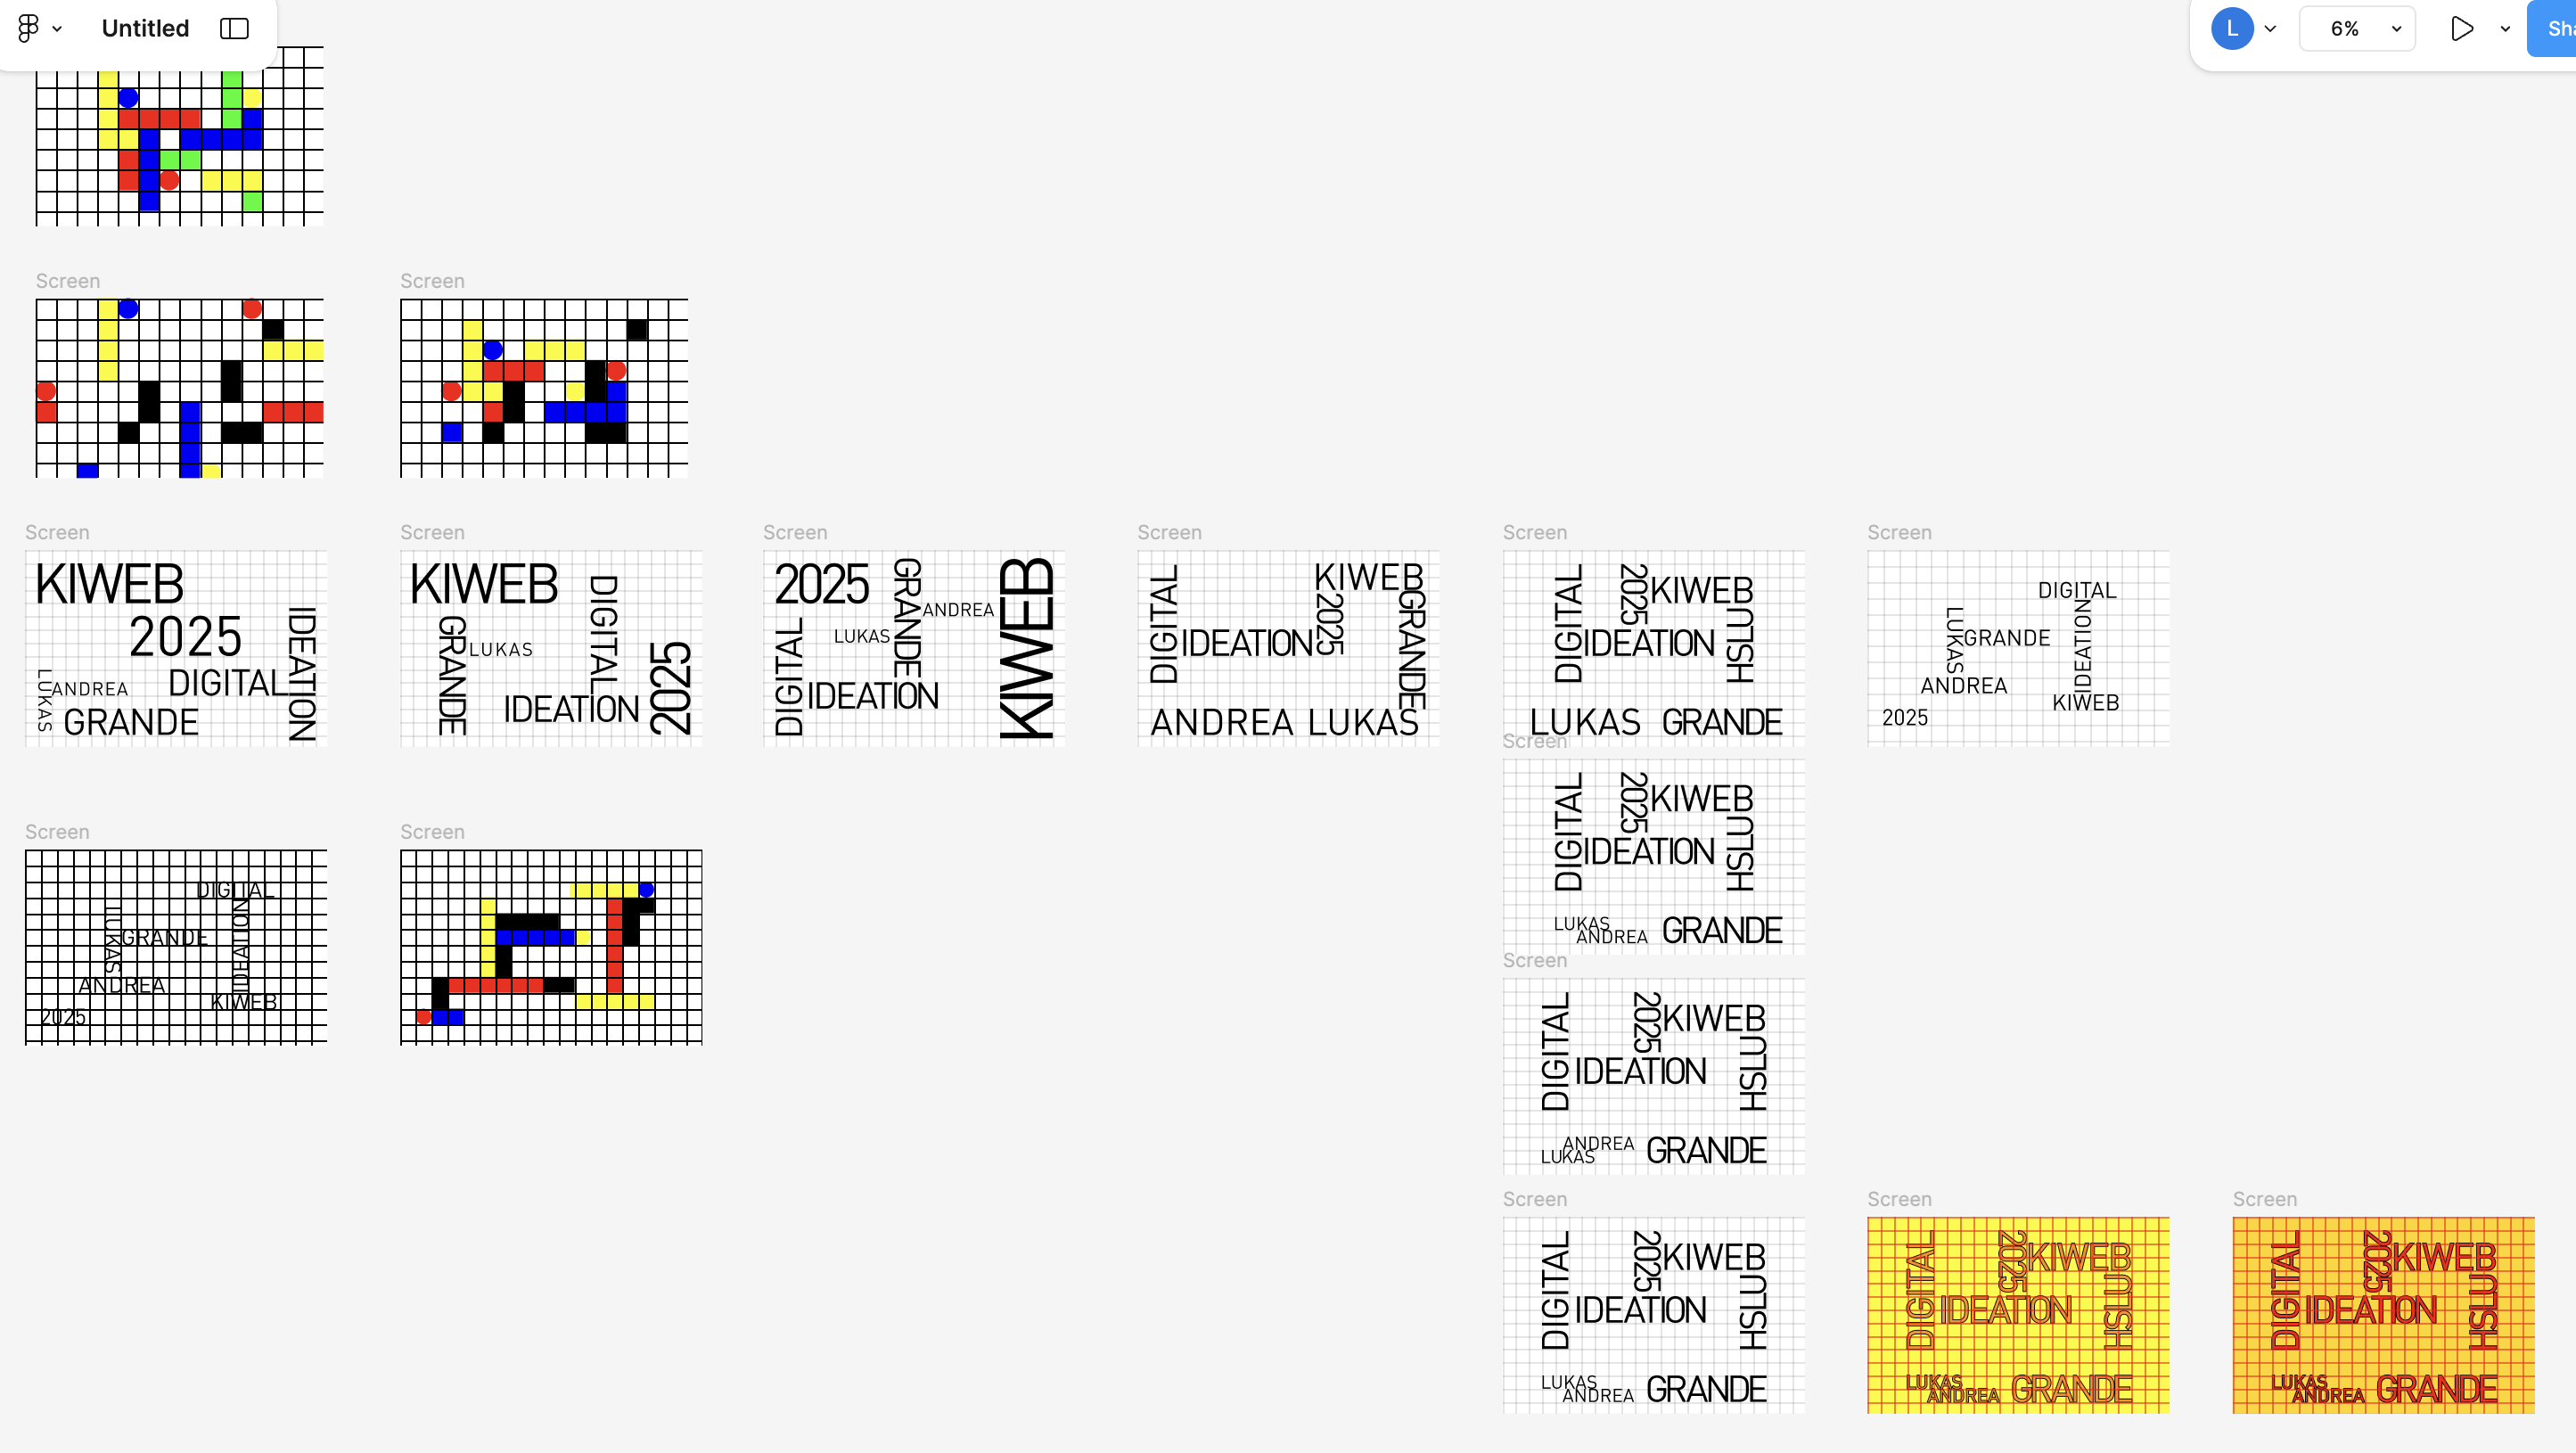 Untitled
L
6%
Sha
Screen
Screen
Screen
Screen
Screen
Screen
Screen
Screen
KIWEB
2025
IDEATION
LUKAS
ANDREA
DIGITAL
GRANDE
KIWEB
DIGITAL
GRANDE
LUKAS
2025
IDEATION
2025
GRANDE
ANDREA
KIWEB
LUKAS
DIGITAL
IDEATION
DIGITAL
KIWEB
2025
GRANDE
IDEATION
ANDREA LUKAS
DIGITAL
2025
KIWEB
HSLU
IDEATION
LUKAS GRANDE
DIGITAL
LUKAS
GRANDE
IDEATION
ANDREA
KIWEB
2025
Screen
DIGITAL
2025
KIWEB
HSLU
IDEATION
LUKAS
ANDREA
GRANDE
Screen
Screen
DIGITAL
LUKAS
GRANDE
IDEATION
ANDREA
KIWEB
2025
Screen
DIGITAL
2025
KIWEB
HSLU
IDEATION
ANDREA
LUKAS
GRANDE
Screen
Screen
Screen
DIGITAL
2025
KIWEB
HSLU
IDEATION
LUKAS
ANDREA
GRANDE
DIGITAL
2025
KIWEB
HSLU
IDEATION
LUKAS
ANDREA
GRANDE
DIGITAL
2025
KIWEB
HSLU
IDEATION
LUKAS
ANDREA
GRANDE